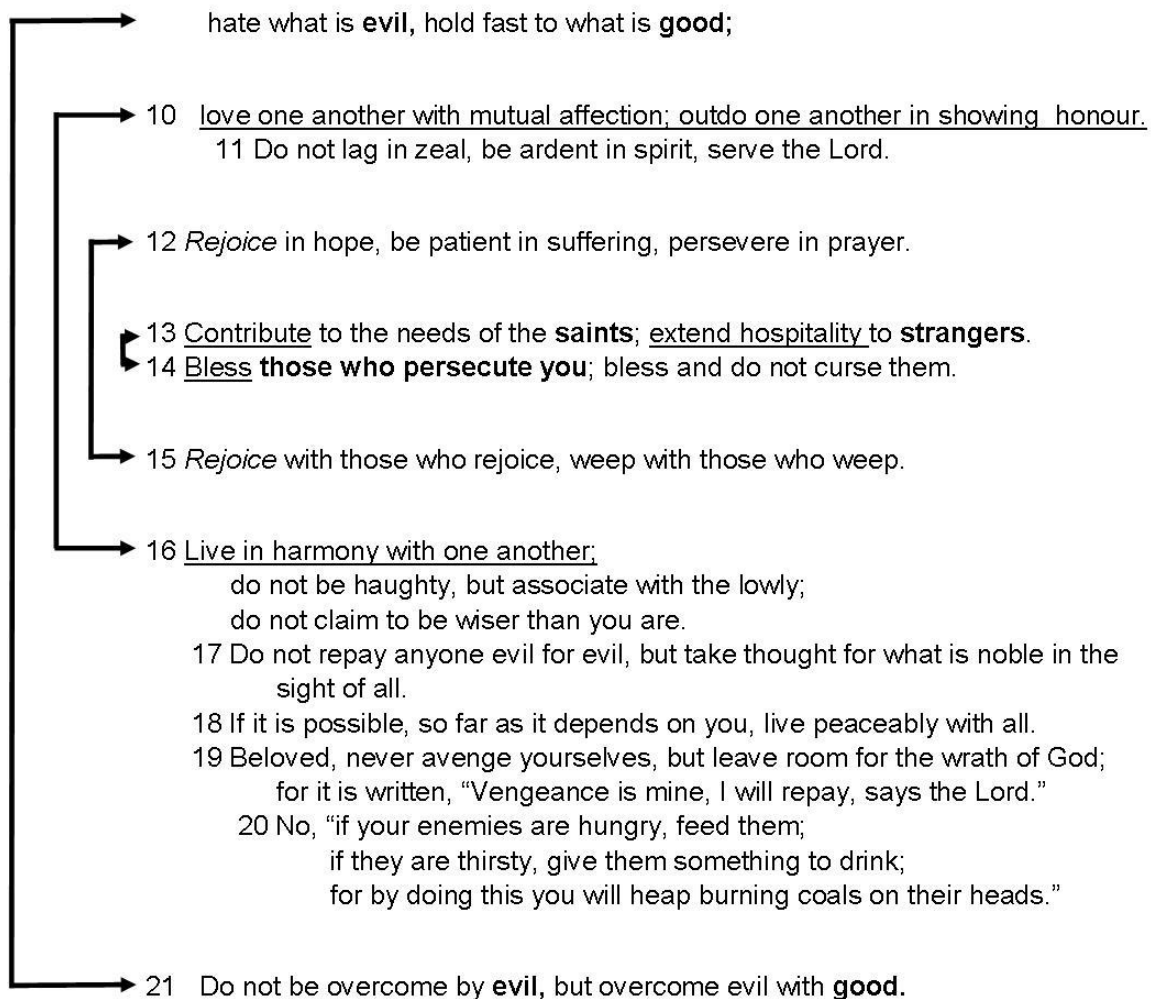 hate what is evil, hold fast to what is good;
10 love one another with mutual affection; outdo one another in showing honour.
11 Do not lag in zeal, be ardent in spirit, serve the Lord.
12 Rejoice in hope, be patient in suffering, persevere in prayer.
13 Contribute to the needs of the saints; extend hospitality to strangers.
14 Bless those who persecute you; bless and do not curse them.
15 Rejoice with those who rejoice, weep with those who weep.
16 Live in harmony with one another;
do not be haughty, but associate with the lowly;
do not claim to be wiser than you are.
17 Do not repay anyone evil for evil, but take thought for what is noble in the
sight of all.
18 If it is possible, so far as it depends on you, live peaceably with all.
19 Beloved, never avenge yourselves, but leave room for the wrath of God;
for it is written, “Vengeance is mine, I will repay, says the Lord.”
20 No, “if your enemies are hungry, feed them;
if they are thirsty, give them something to drink;
for by doing this you will heap burning coals on their heads.”
21 Do not be overcome by evil, but overcome evil with good.